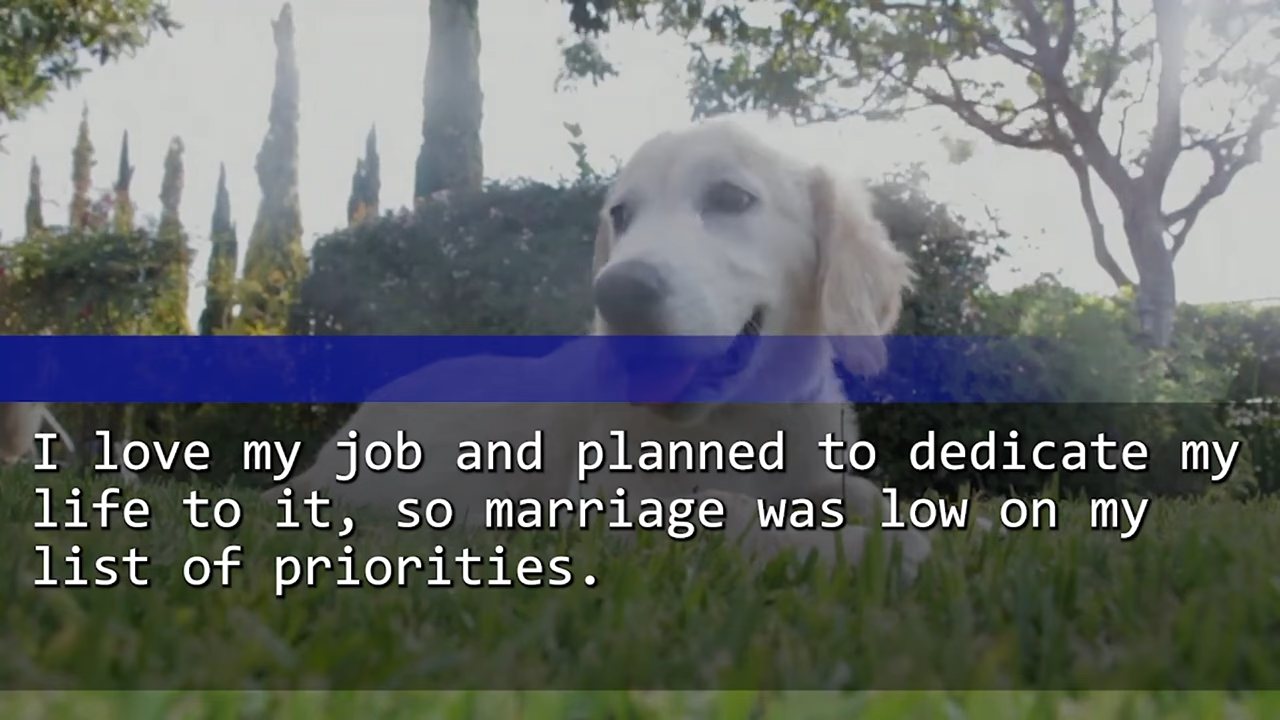 I love my job and planned to dedicate my
life to it, so marriage was low on my
list of priorities.